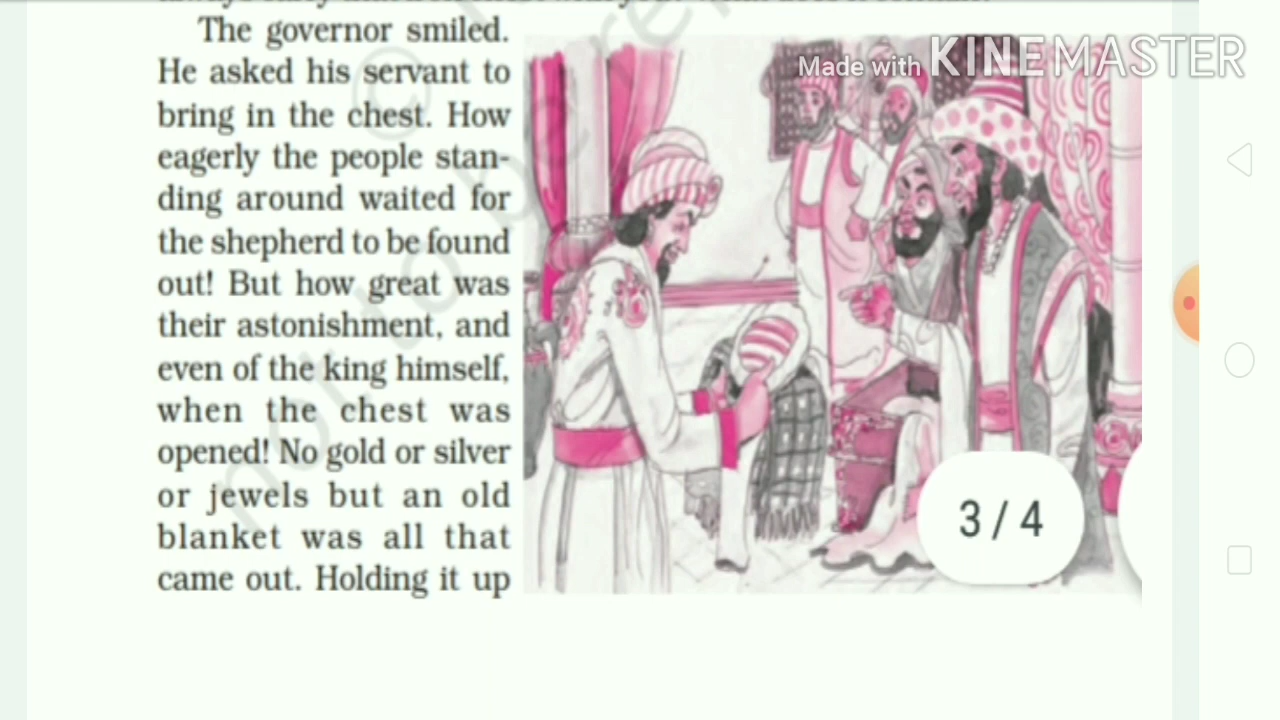 Made with KINEMASTER
The governor smiled.
He asked his servant to
bring in the chest. How
eagerly the people stan-
ding around waited for
the shepherd to be found
out! But how great was
their astonishment, and
even of the king himself,
when the chest was
opened! No gold or silver
or jewels but an old
blanket was all that
came out. Holding it up
3 / 4